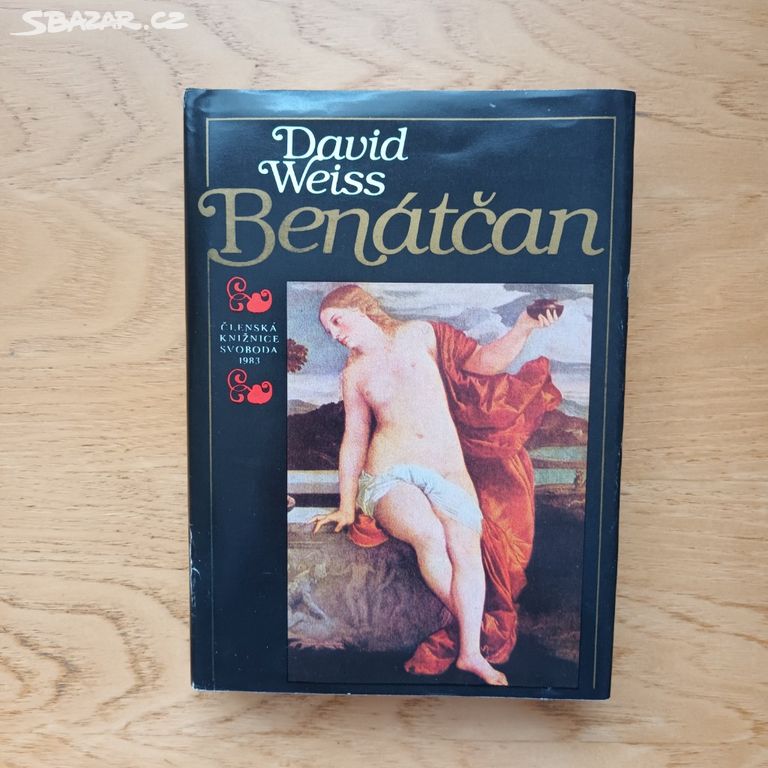 SBAZAR.CZ
David
Weiss
Benátčan
ČLENSKÁ
KNIŽNICE
SVOBODA
1983